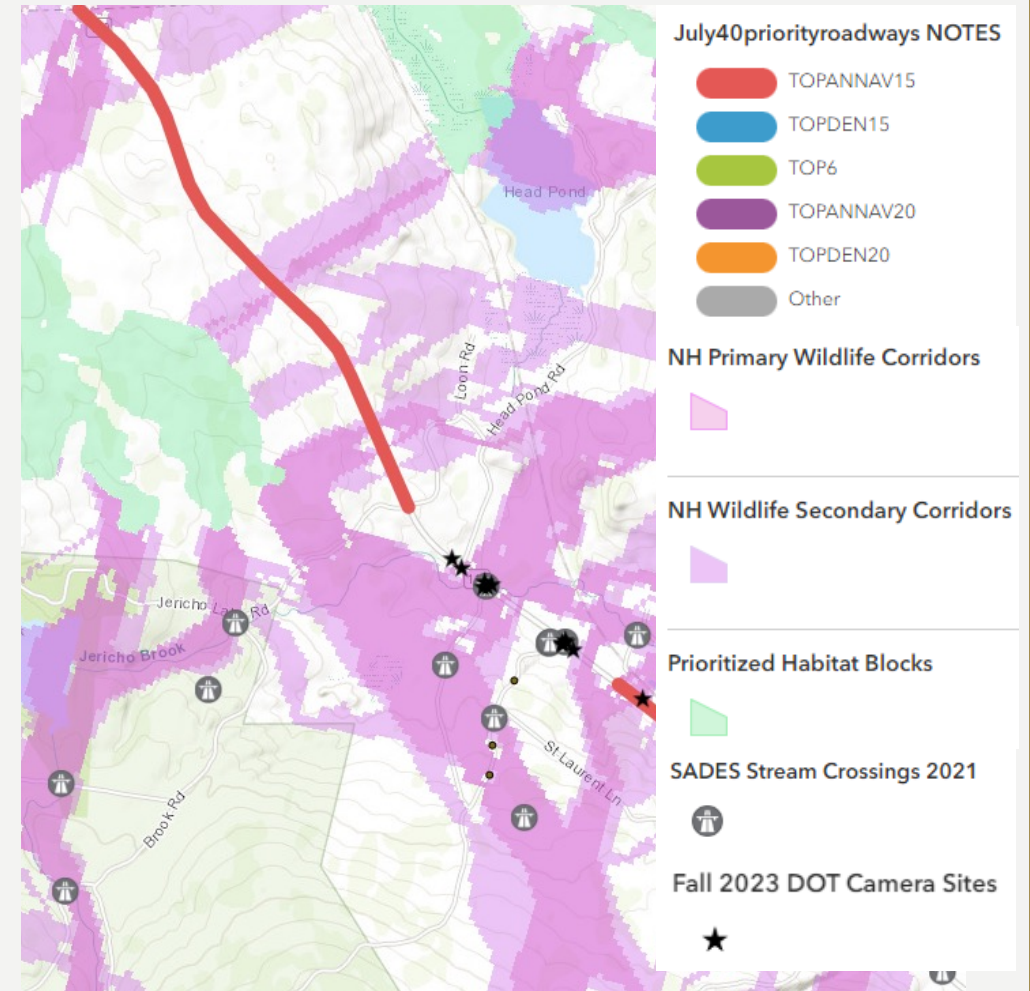 July40priorityroadways NOTES
TOPANNAV15
TOPDEN15
TOP6
TOPANNAV20
TOPDEN20
Other
NH Primary Wildlife Corridors
NH Wildlife Secondary Corridors
Prioritized Habitat Blocks
SADES Stream Crossings 2021
Fall 2023 DOT Camera Sites
Head Pond
Loon Rd
Head Pond Rd
Jericho Lake Rd
Jericho Brook
St Laurent Ln
Brook Rd